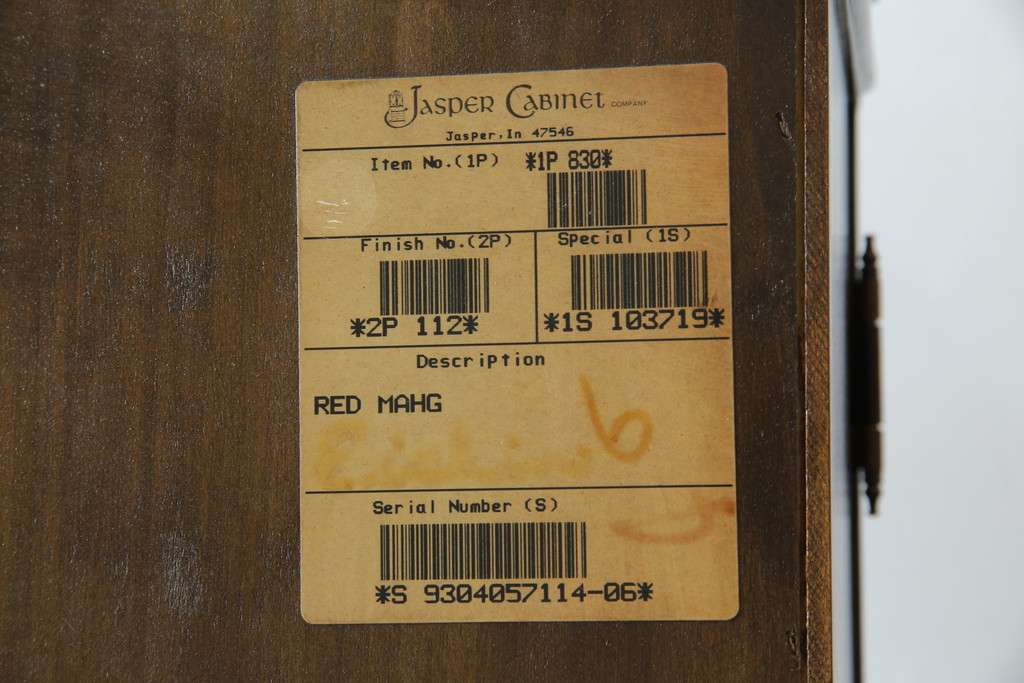 Jasper Cabinet COMPANY
Jasper,In 47546
Item No.(1P) *1P 830*
Finish No.(2P) Special (1S)
*2P 112* *1S 103719*
Description
RED MAHG
6
Serial Number (S)
*S 9304057114-06*